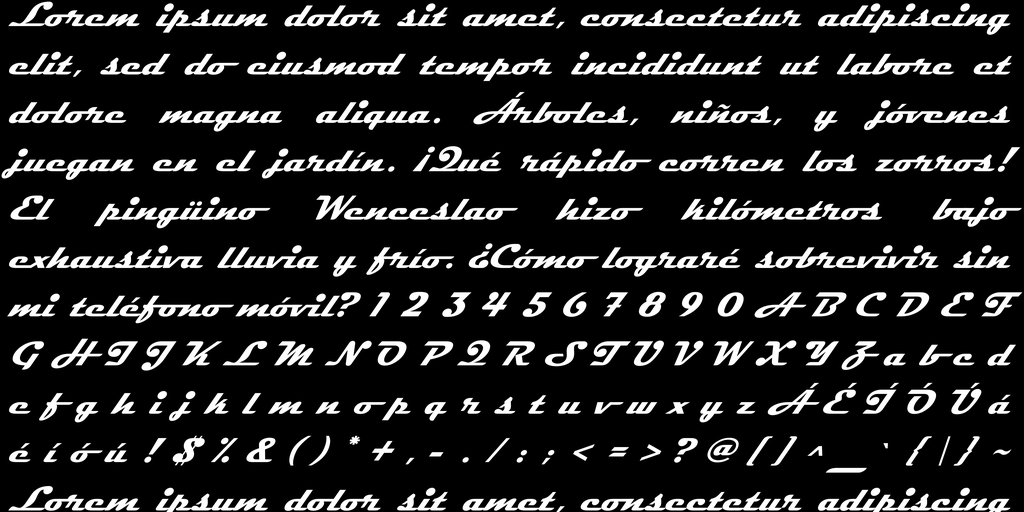 Lorem ipsum dolor sit amet, consectetur adipiscing
elit, sed do eiusmod tempor incididunt ut labore et
dolore magna aliqua. Árboles, niños, y jóvenes
juegan en el jardín. ¡Qué rápido corren los zorros!
El pingüino Wenceslao hizo kilómetros bajo
exhaustiva lluvia y frío. ¿Cómo lograré sobrevivir sin
mi teléfono móvil? 1 2 3 4 5 6 7 8 9 0 A B C D E F
G H I J K L M N O P Q R S T U V W X Y Z a b c d
e f g h i j k l m n o p q r s t u v w x y z Á É Í Ó Ú á
é í ó ú ! $ % & ( ) * + , - . / : ; < = > ? @ [ ] ^ _ ` { | } ~
Lorem ipsum dolor sit amet, consectetur adipiscing